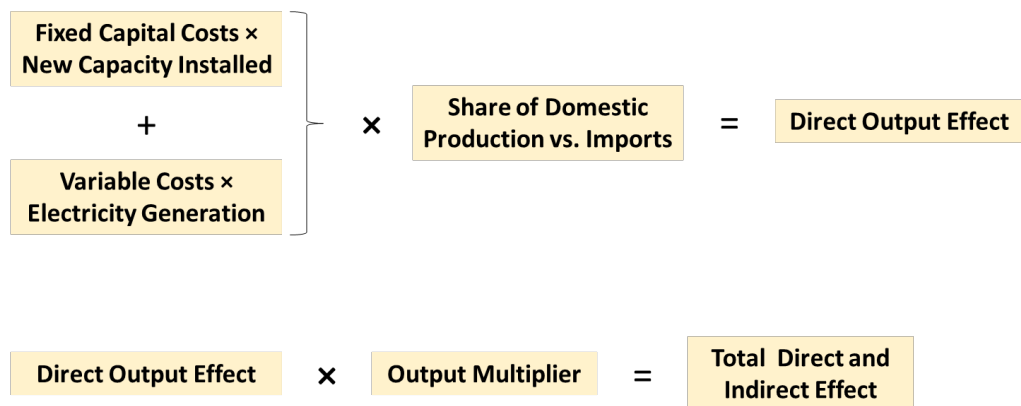 Fixed Capital Costs ×
New Capacity Installed
+
Variable Costs ×
Electricity Generation
×
Share of Domestic
Production vs. Imports
=
Direct Output Effect
Direct Output Effect
×
Output Multiplier
=
Total Direct and
Indirect Effect